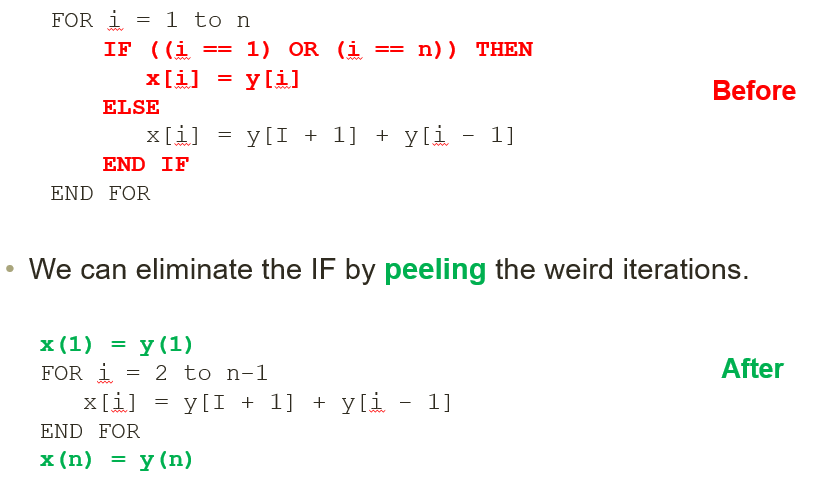 FOR i = 1 to n
IF ((i == 1) OR (i == n)) THEN
x[i] = y[i]
Before
ELSE
x[i] = y[I + 1] + y[i - 1]
END IF
END FOR
• We can eliminate the IF by peeling the weird iterations.
x(1) = y(1)
After
FOR i = 2 to n-1
x[i] = y[I + 1] + y[i - 1]
END FOR
x(n) = y(n)